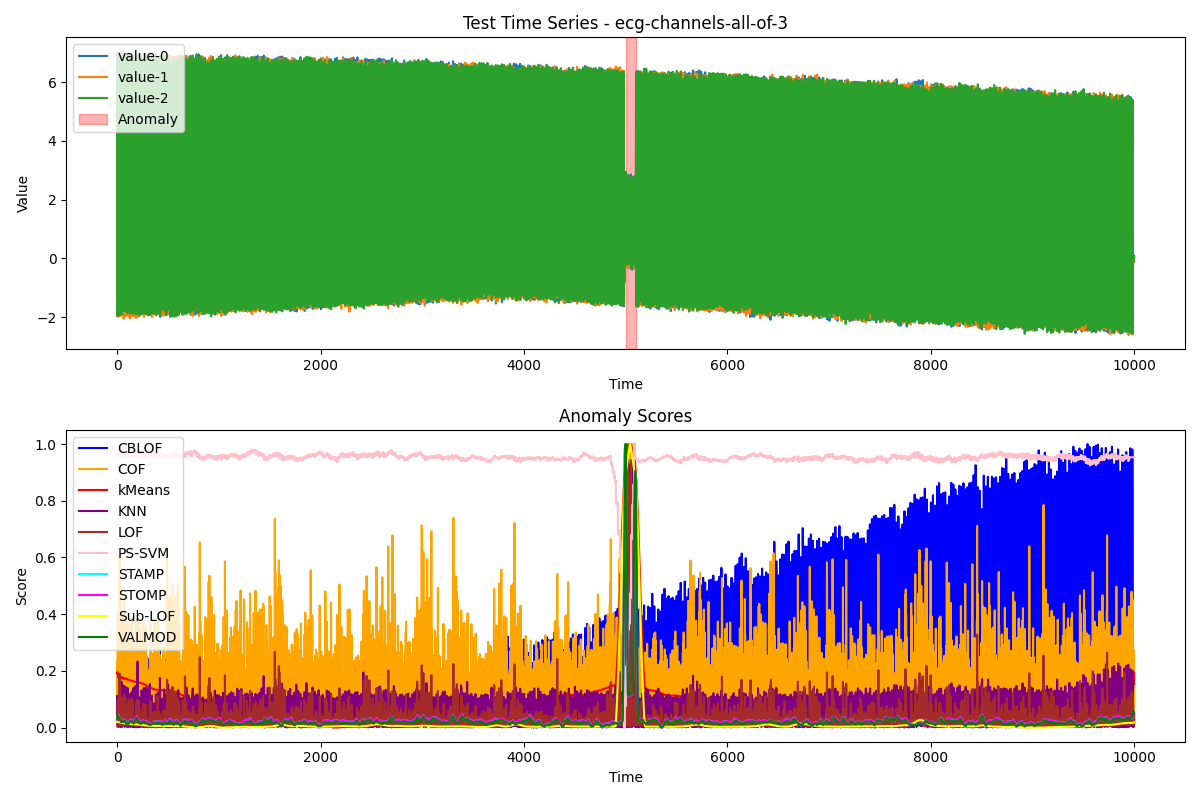 Test Time Series - ecg-channels-all-of-3
value-0
value-1
value-2
Anomaly
6
4
2
0
−2
Value
0
2000
4000
6000
8000
10000
Time
Anomaly Scores
CBLOF
COF
kMeans
KNN
LOF
PS-SVM
STAMP
STOMP
Sub-LOF
VALMOD
1.0
0.8
0.6
0.4
0.2
0.0
Score
0
2000
4000
6000
8000
10000
Time